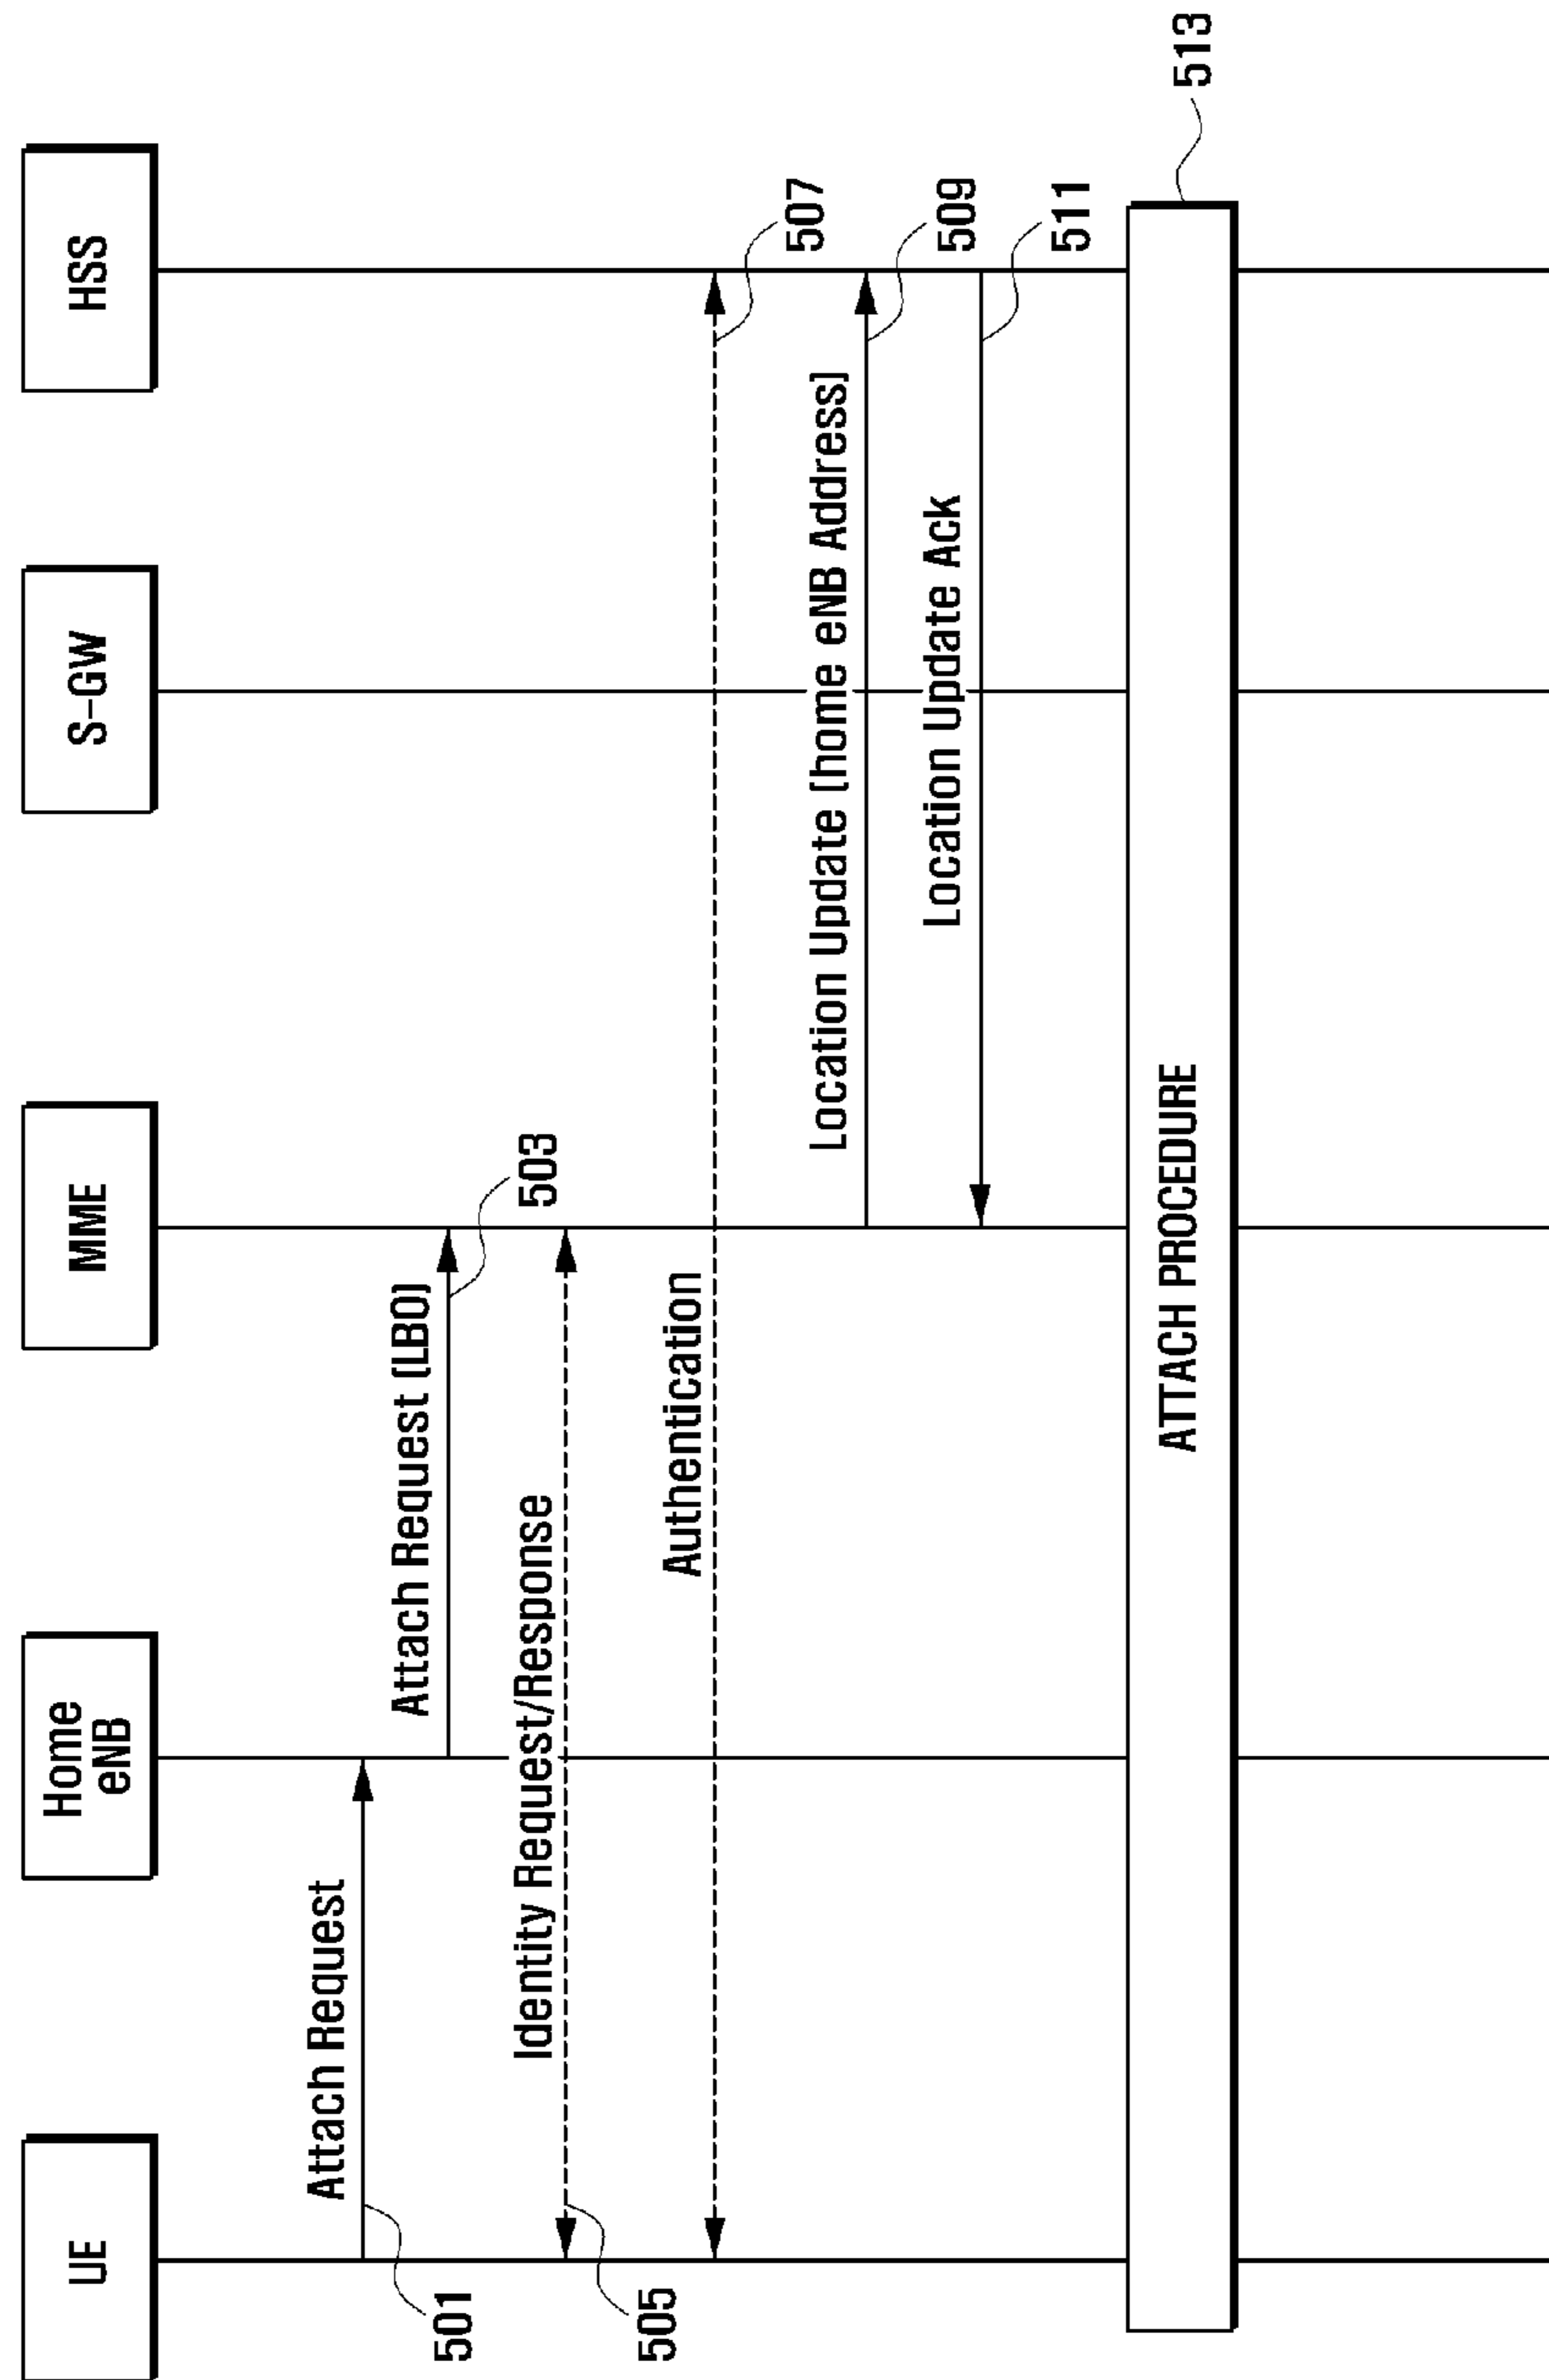 UE
Home
eNB
MME
S-GW
HSS
Attach Request
501
Attach Request (LBO)
503
Identity Request/Response
505
Authentication
507
Location Update (home eNB Address)
509
Location Update Ack
511
ATTACH PROCEDURE
513